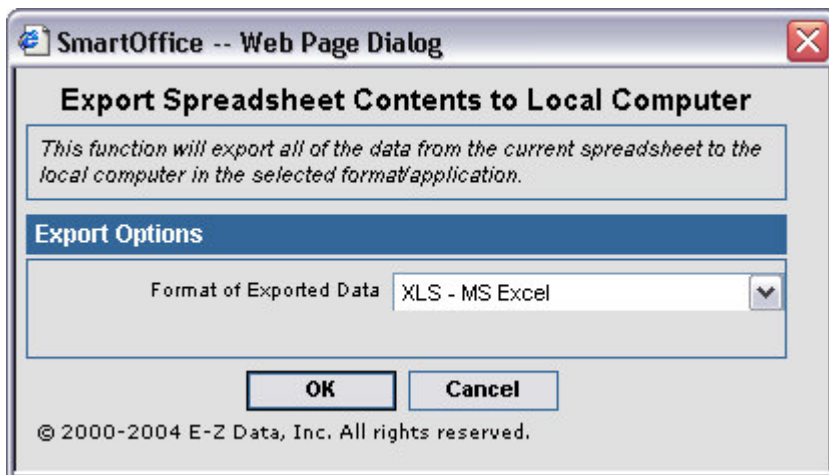 SmartOffice -- Web Page Dialog
Export Spreadsheet Contents to Local Computer
This function will export all of the data from the current spreadsheet to the
local computer in the selected format/application.
Export Options
Format of Exported Data XLS - MS Excel
OK Cancel
© 2000-2004 E-Z Data, Inc. All rights reserved.